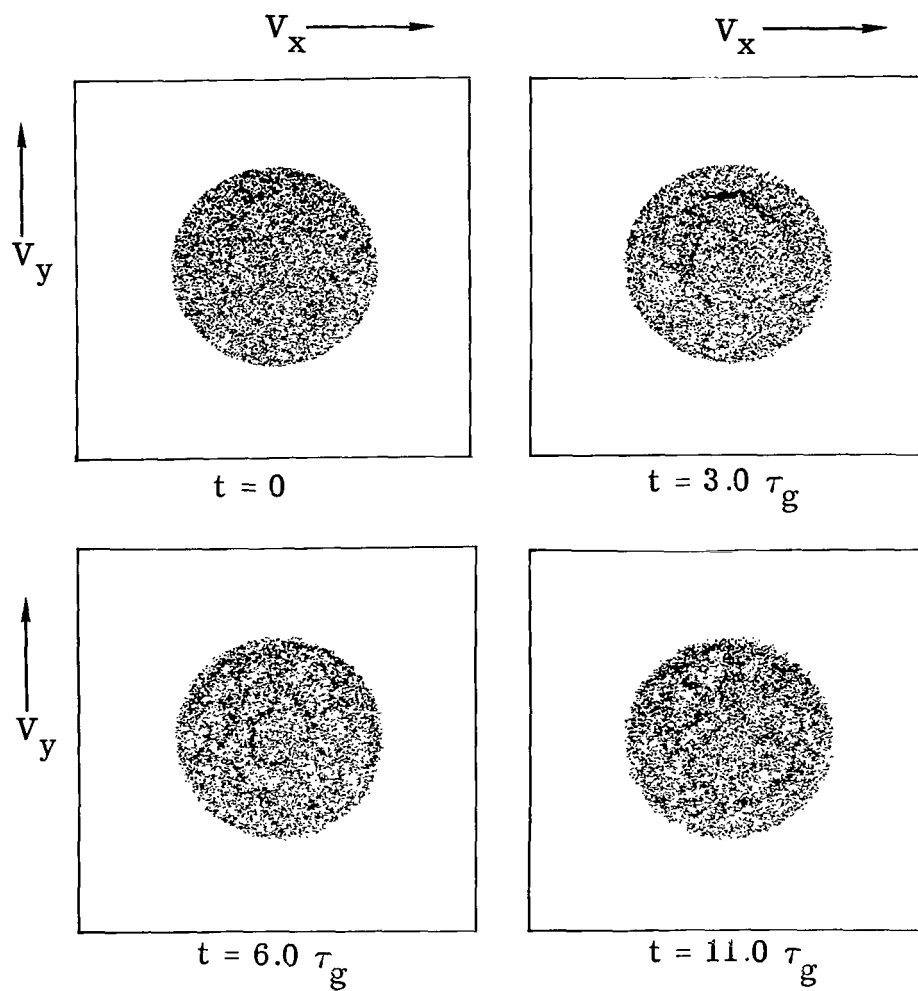 V_x V_x
V_y
t = 0 t = 3.0 τ_g
V_y
t = 6.0 τ_g t = 11.0 τ_g